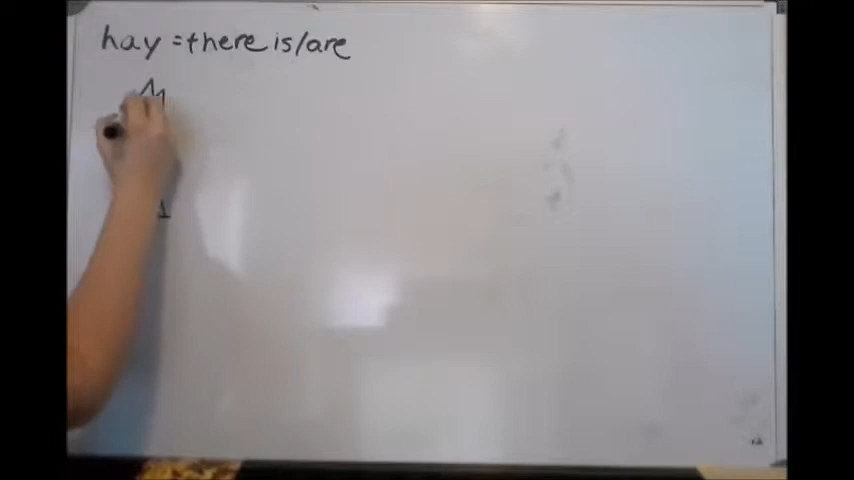 hay = there is/are